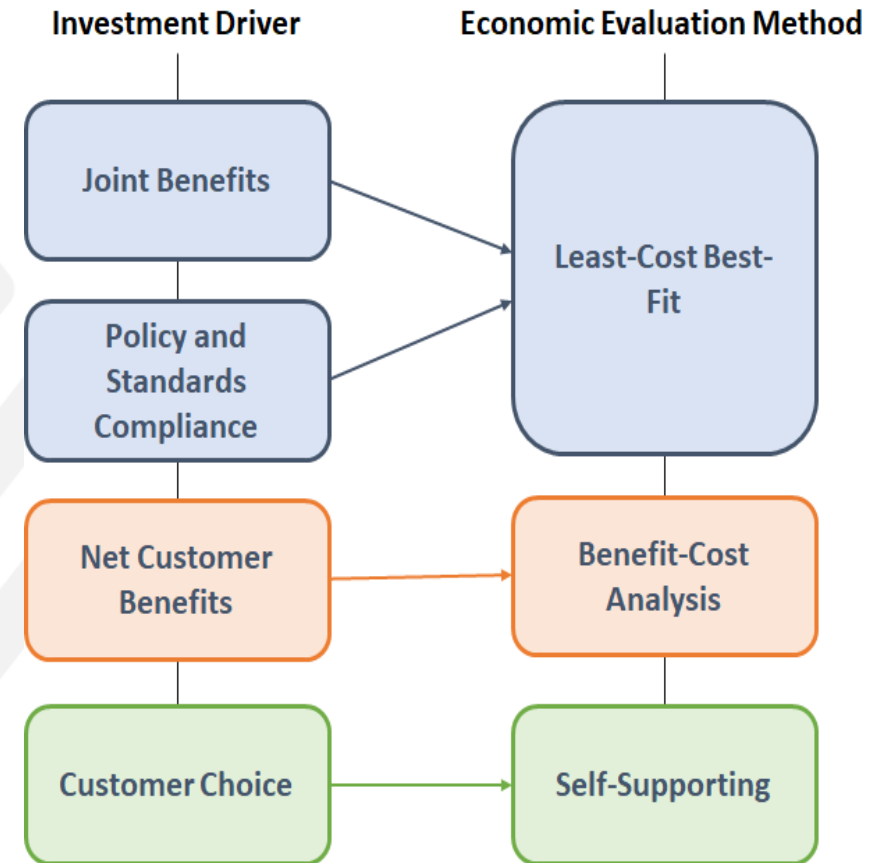 Investment Driver
Economic Evaluation Method
Joint Benefits
Least-Cost Best-
Fit
Policy and
Standards
Compliance
Net Customer
Benefits
Benefit-Cost
Analysis
Customer Choice
Self-Supporting